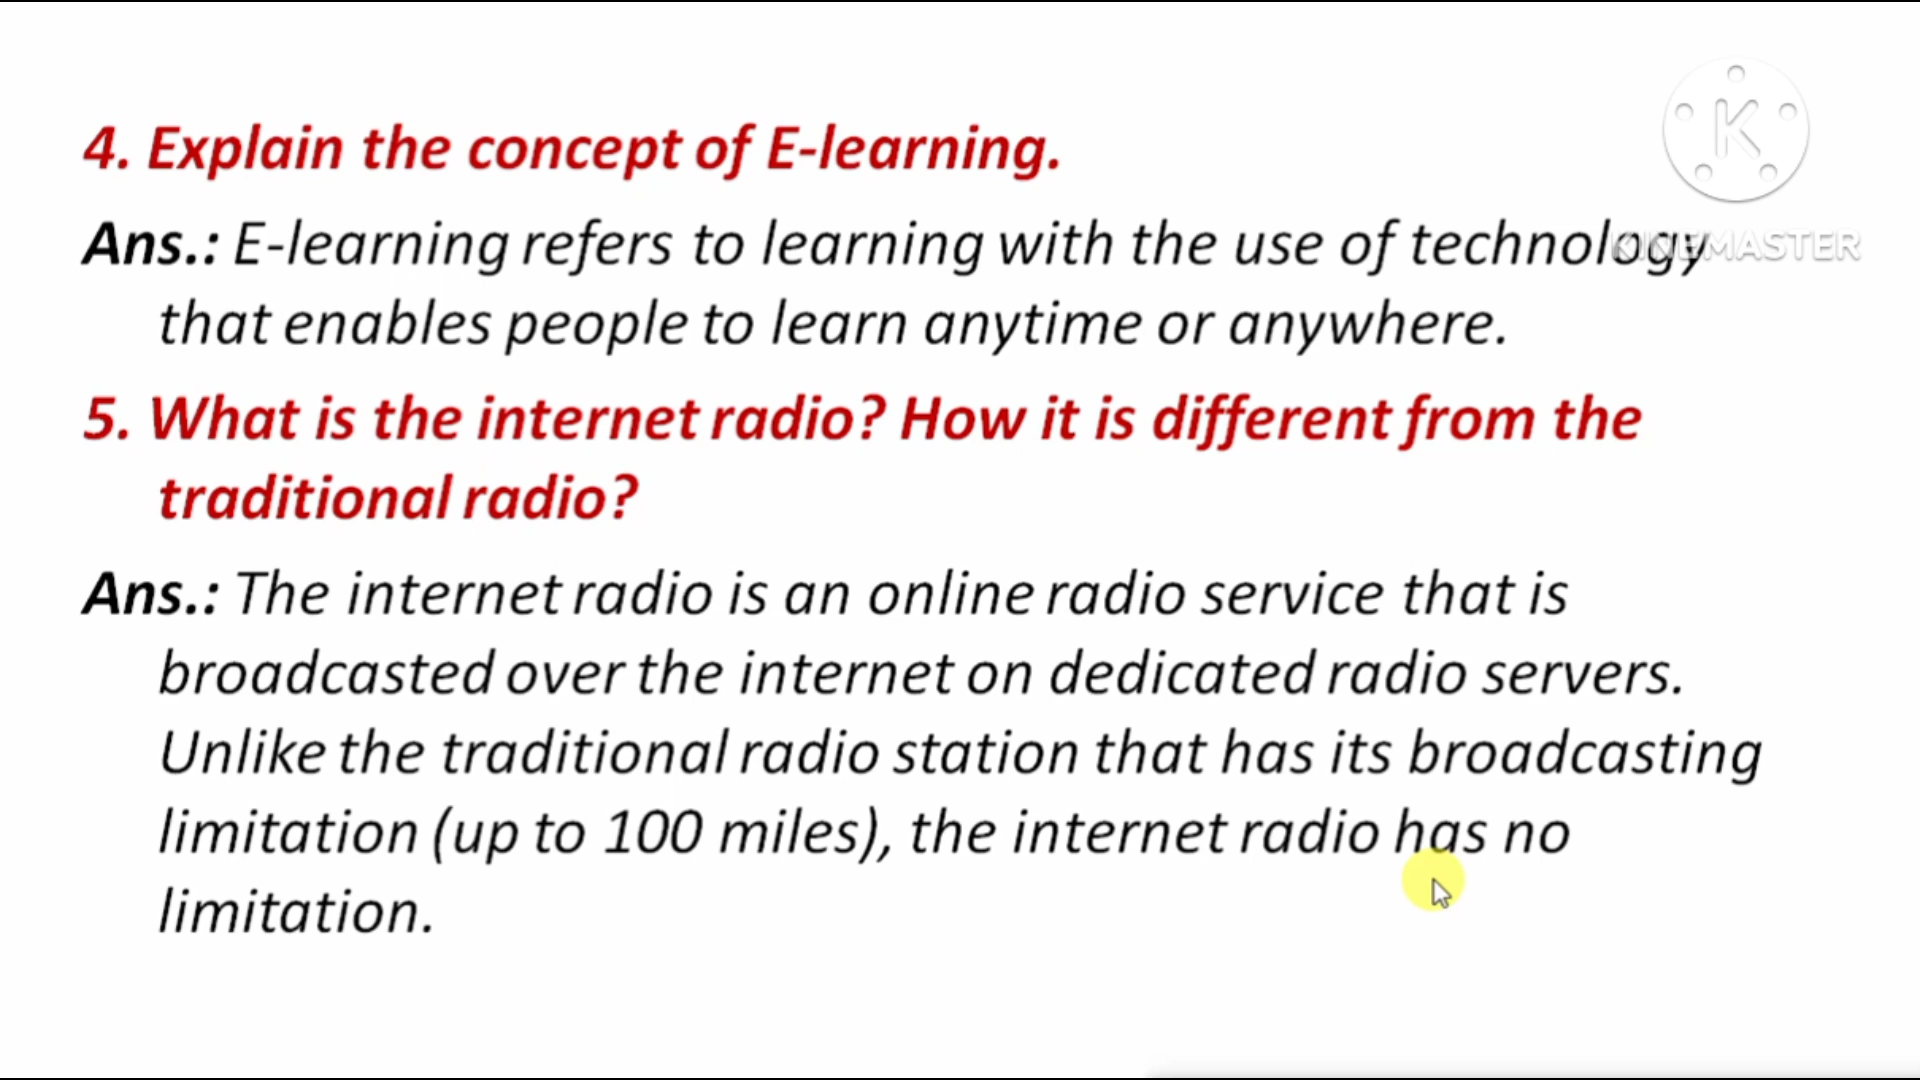 4. Explain the concept of E-learning.
Ans.: E-learning refers to learning with the use of technology
that enables people to learn anytime or anywhere.
5. What is the internet radio? How it is different from the
traditional radio?
Ans.: The internet radio is an online radio service that is
broadcasted over the internet on dedicated radio servers.
Unlike the traditional radio station that has its broadcasting
limitation (up to 100 miles), the internet radio has no
limitation.
K
KINEMASTER